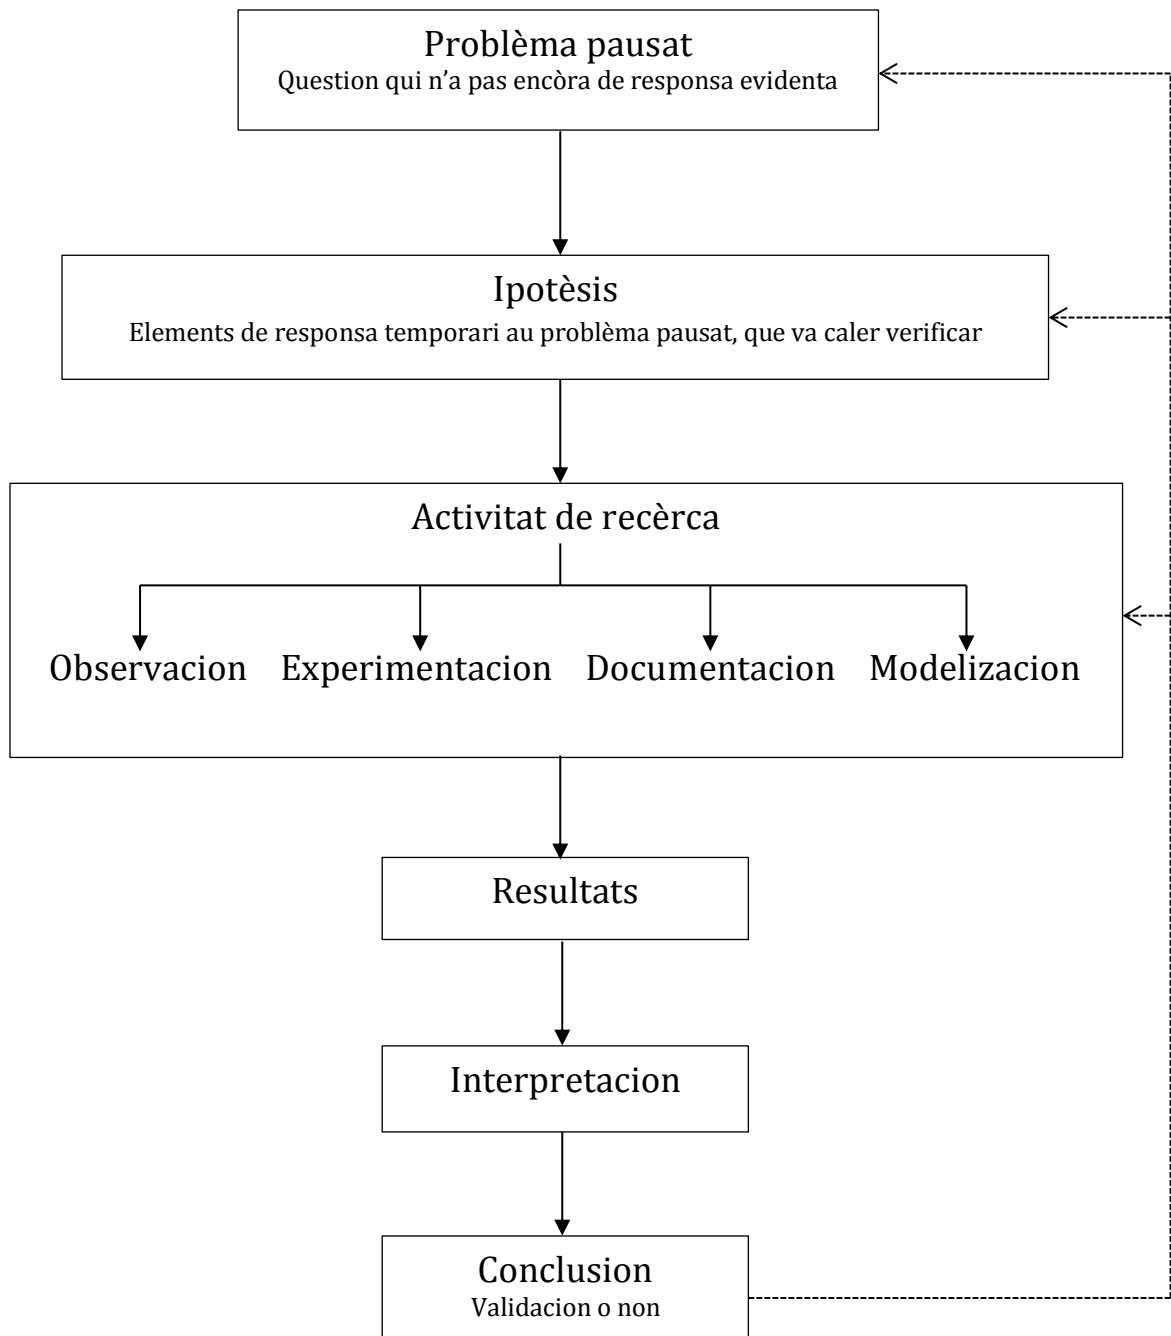 Problèma pausat
Question qui n'a pas encòra de responsa evidenta
Ipotèsis
Elements de responsa temporari au problèma pausat, que va caler verificar
Activitat de recèrca
Observacion Experimentacion Documentacion Modelizacion
Resultats
Interpretacion
Conclusion
Validacion o non